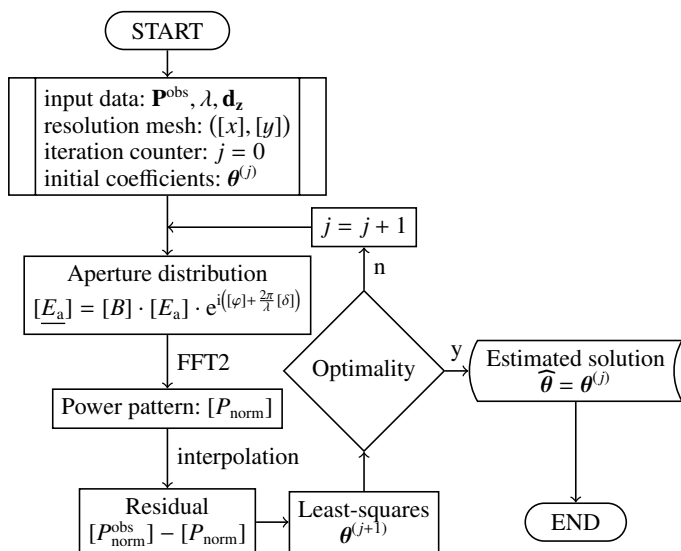 START
input data: P^obs, λ, d_z
resolution mesh: ([x], [y])
iteration counter: j = 0
initial coefficients: θ^(j)
j = j + 1
n
Aperture distribution
[E_a] = [B] · [E_a] · e^i([φ]+ 2π/λ [δ])
FFT2
Power pattern: [P_norm]
interpolation
Residual
[P^obs_norm] − [P_norm]
Least-squares
θ^(j+1)
Optimality
y
Estimated solution
θ̂ = θ^(j)
END